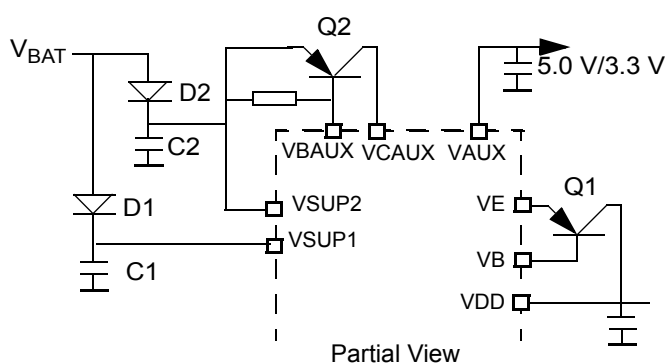 Q2
VBAT
5.0 V/3.3 V
D2
C2
VBAUX VCAUX VAUX
Q1
D1
VSUP2
VE
VSUP1
VB
C1
VDD
Partial View